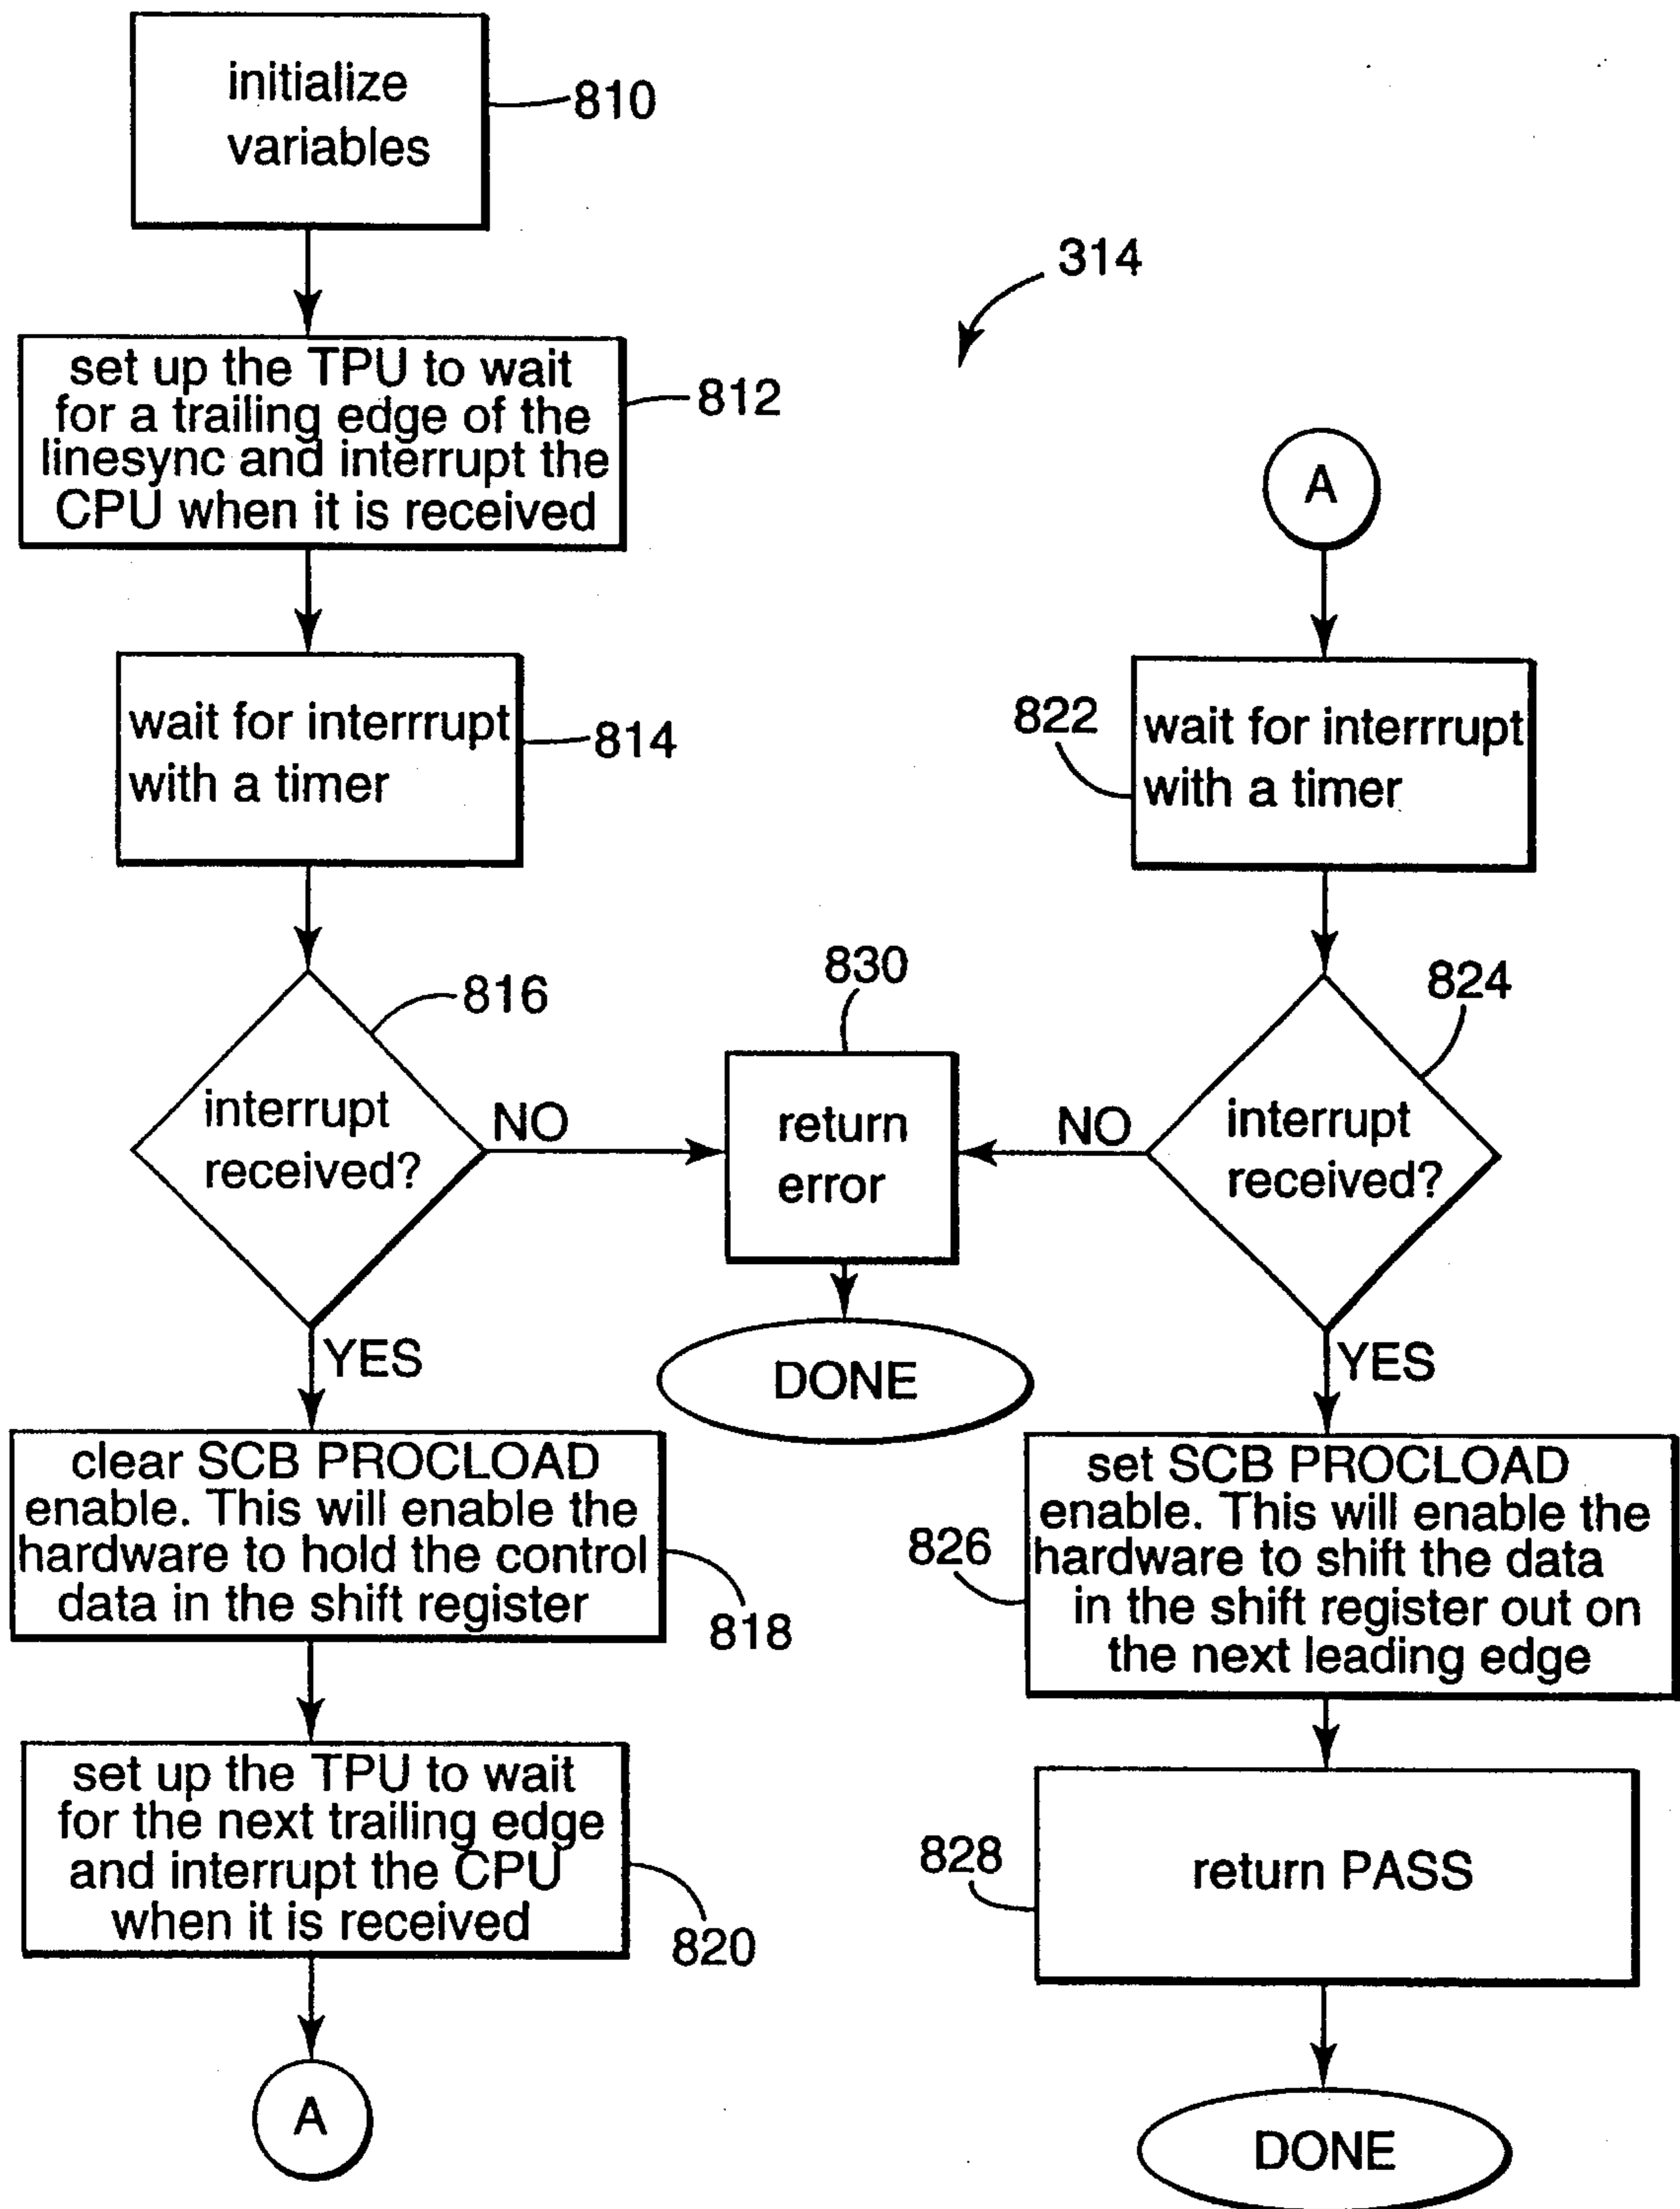 initialize
variables
810
314
set up the TPU to wait
for a trailing edge of the
linesync and interrupt the
CPU when it is received
812
wait for interrrupt
with a timer
814
interrupt
received?
816
NO
YES
clear SCB PROCLOAD
enable. This will enable the
hardware to hold the control
data in the shift register
818
set up the TPU to wait
for the next trailing edge
and interrupt the CPU
when it is received
820
A
830
return
error
DONE
A
822
wait for interrrupt
with a timer
824
interrupt
received?
NO
YES
826
set SCB PROCLOAD
enable. This will enable the
hardware to shift the data
in the shift register out on
the next leading edge
828
return PASS
DONE